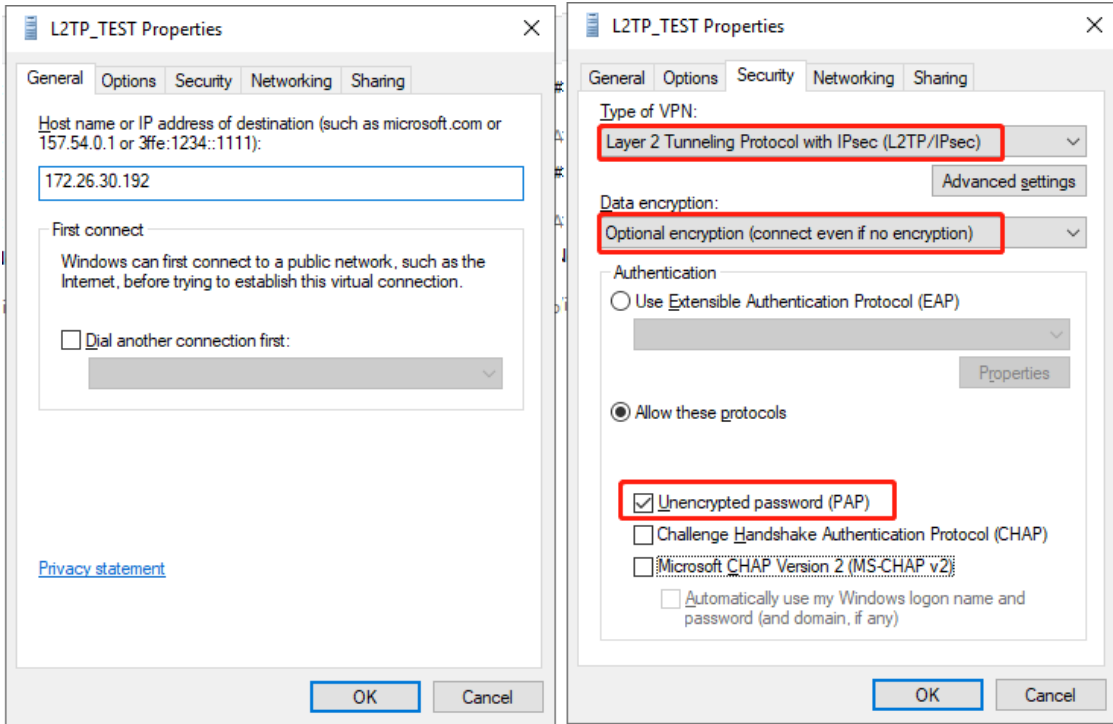 L2TP_TEST Properties
General Options Security Networking Sharing
Host name or IP address of destination (such as microsoft.com or
157.54.0.1 or 3ffe:1234::1111):
172.26.30.192
First connect
Windows can first connect to a public network, such as the
Internet, before trying to establish this virtual connection.
Dial another connection first:
Privacy statement
OK Cancel
L2TP_TEST Properties
General Options Security Networking Sharing
Type of VPN:
Layer 2 Tunneling Protocol with IPsec (L2TP/IPsec)
Advanced settings
Data encryption:
Optional encryption (connect even if no encryption)
Authentication
Use Extensible Authentication Protocol (EAP)
Properties
Allow these protocols
Unencrypted password (PAP)
Challenge Handshake Authentication Protocol (CHAP)
Microsoft CHAP Version 2 (MS-CHAP v2)
Automatically use my Windows logon name and
password (and domain, if any)
OK Cancel